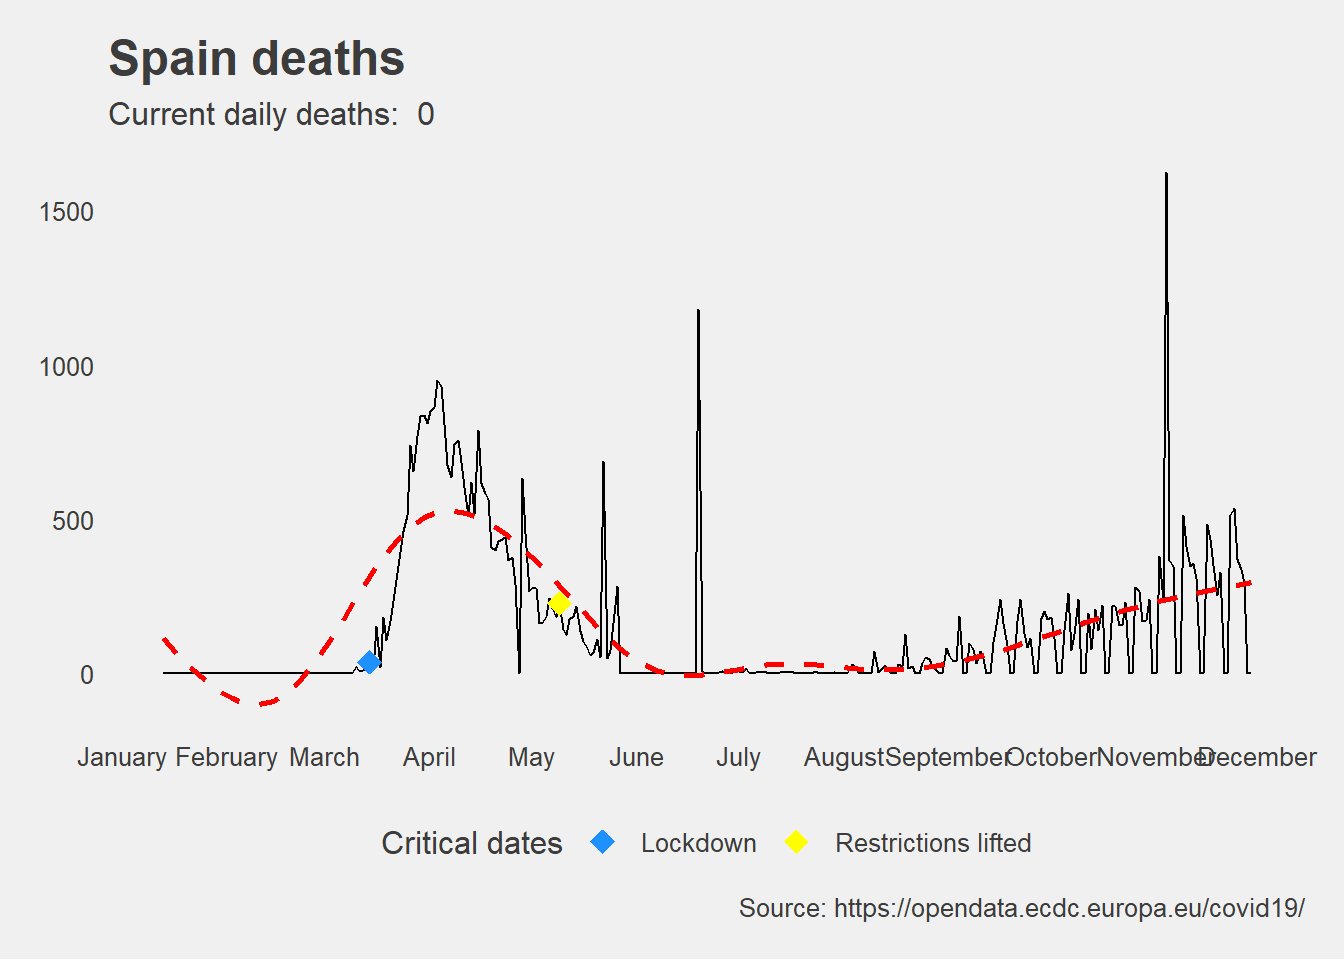 Spain deaths
Current daily deaths:  0
1500
1000
500
0
January February March April May June July August September October November December
Critical dates Lockdown Restrictions lifted
Source: https://opendata.ecdc.europa.eu/covid19/